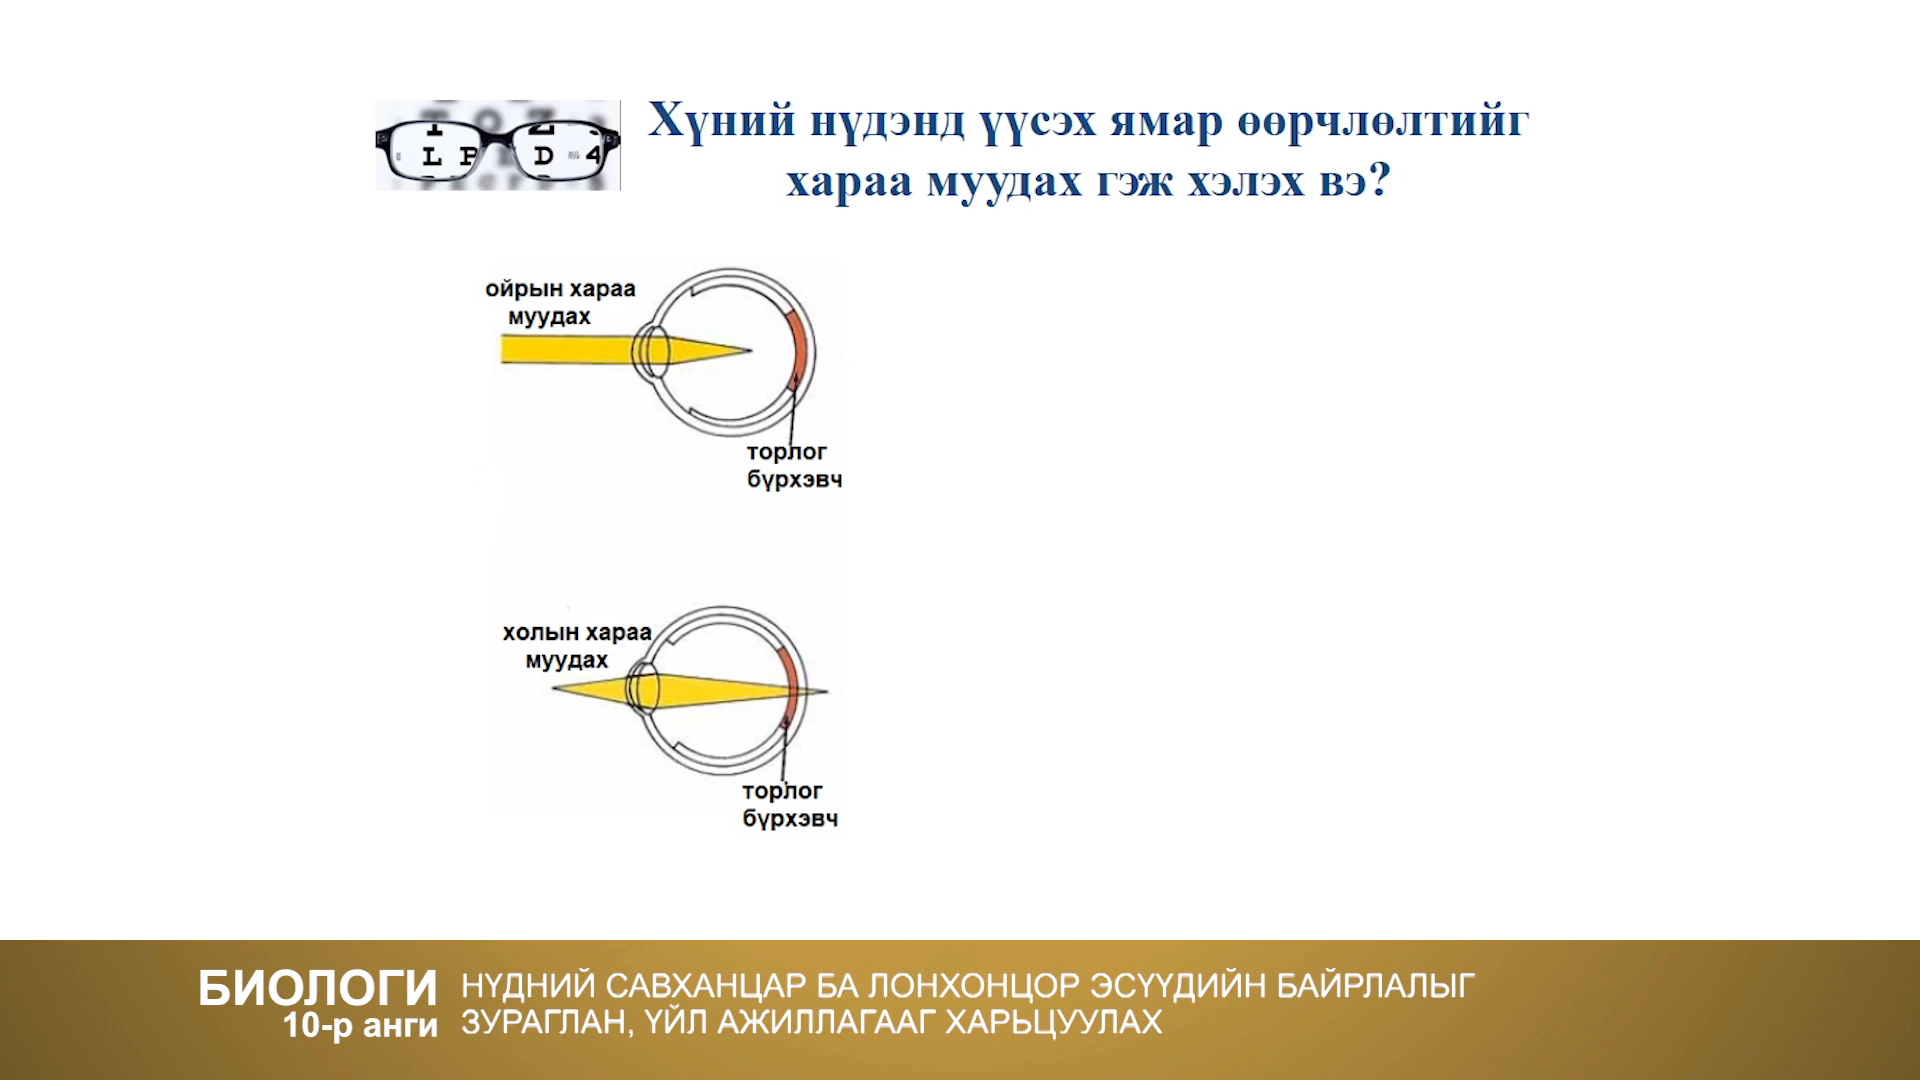 L P D 4
Хүний нүдэнд үүсэх ямар өөрчлөлтийг
хараа муудах гэж хэлэх вэ?
ойрын хараа
муудах
торлог
бүрхэвч
холын хараа
муудах
торлог
бүрхэвч
БИОЛОГИ
10-р анги
НҮДНИЙ САВХАНЦАР БА ЛОНХОНЦОР ЭСҮҮДИЙН БАЙРЛАЛЫГ
ЗУРАГЛАН, ҮЙЛ АЖИЛЛАГААГ ХАРЬЦУУЛАХ